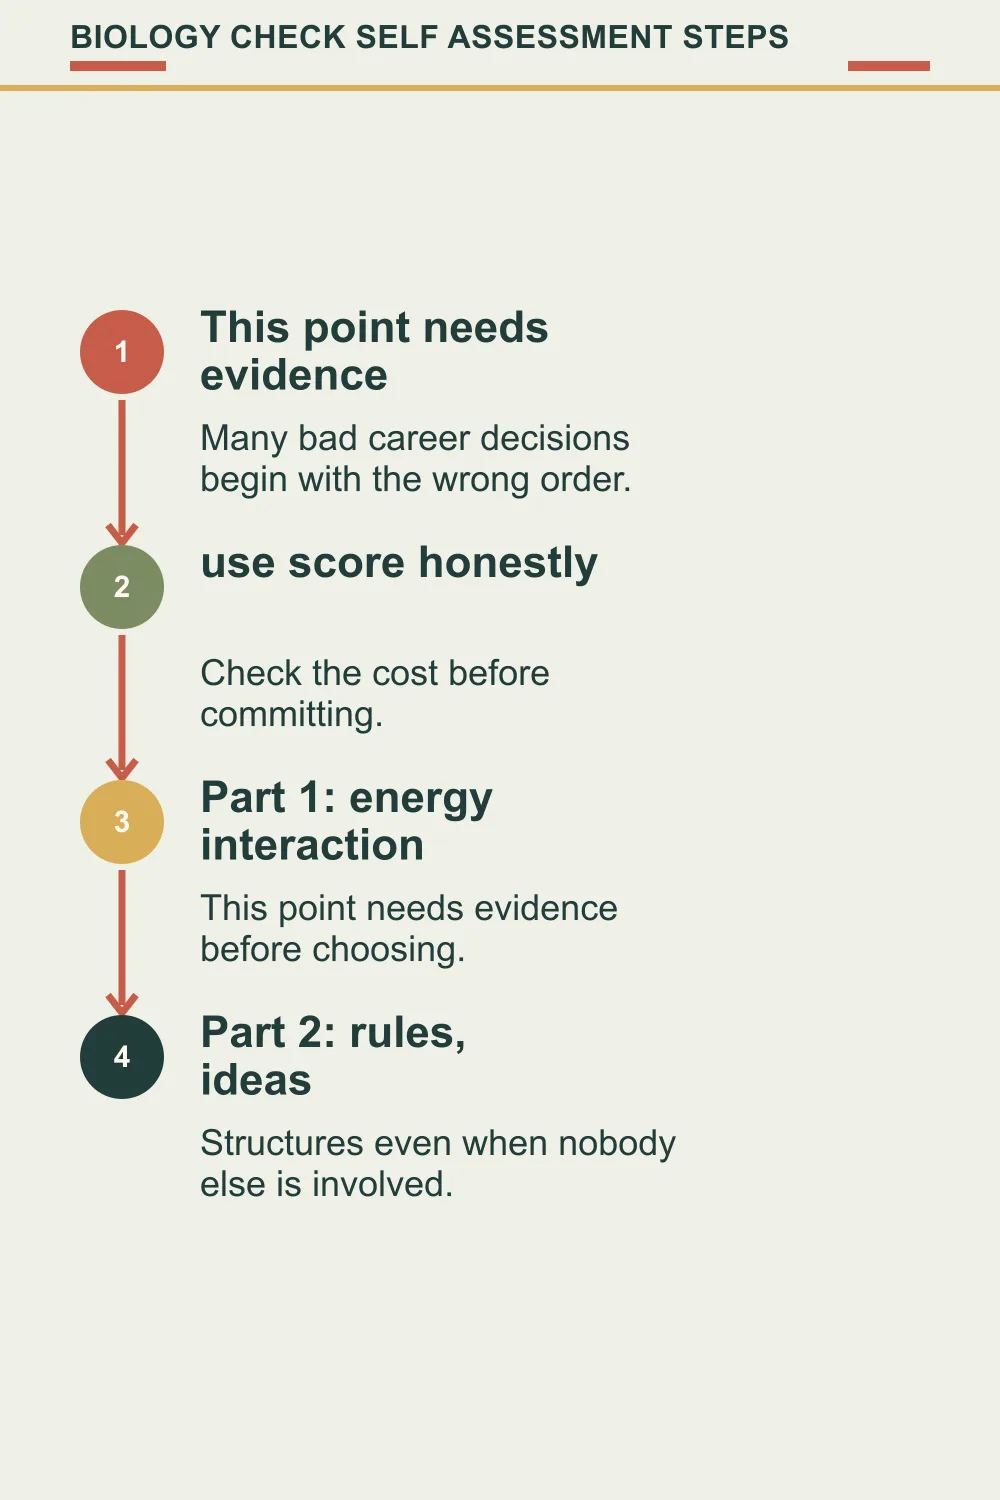 BIOLOGY CHECK SELF ASSESSMENT STEPS
1
This point needs
evidence
Many bad career decisions
begin with the wrong order.
2
use score honestly
Check the cost before
committing.
3
Part 1: energy
interaction
This point needs evidence
before choosing.
4
Part 2: rules,
ideas
Structures even when nobody
else is involved.